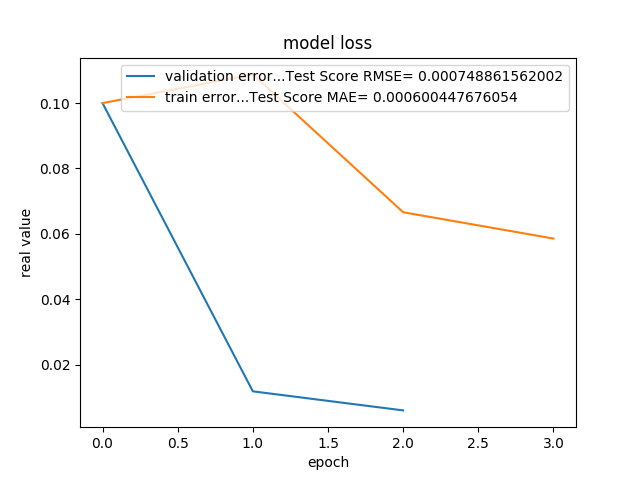 model loss
validation error...Test Score RMSE= 0.000748861562002
train error...Test Score MAE= 0.000600447676054
real value
0.10
0.08
0.06
0.04
0.02
0.0 0.5 1.0 1.5 2.0 2.5 3.0
epoch